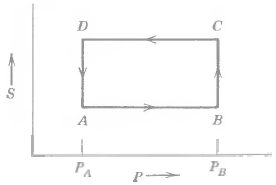 D C
S
A B
P_A P → P_B